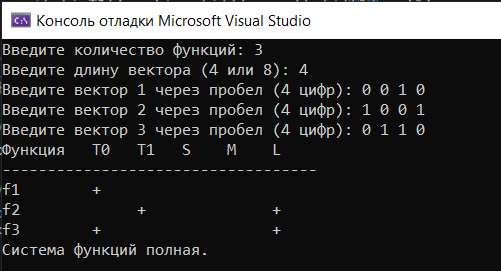 Консоль отладки Microsoft Visual Studio
Введите количество функций: 3
Введите длину вектора (4 или 8): 4
Введите вектор 1 через пробел (4 цифр): 0 0 1 0
Введите вектор 2 через пробел (4 цифр): 1 0 0 1
Введите вектор 3 через пробел (4 цифр): 0 1 1 0
Функция   T0   T1   S    M    L
-----------------------------------
f1        +
f2             +              +
f3        +                   +
Система функций полная.